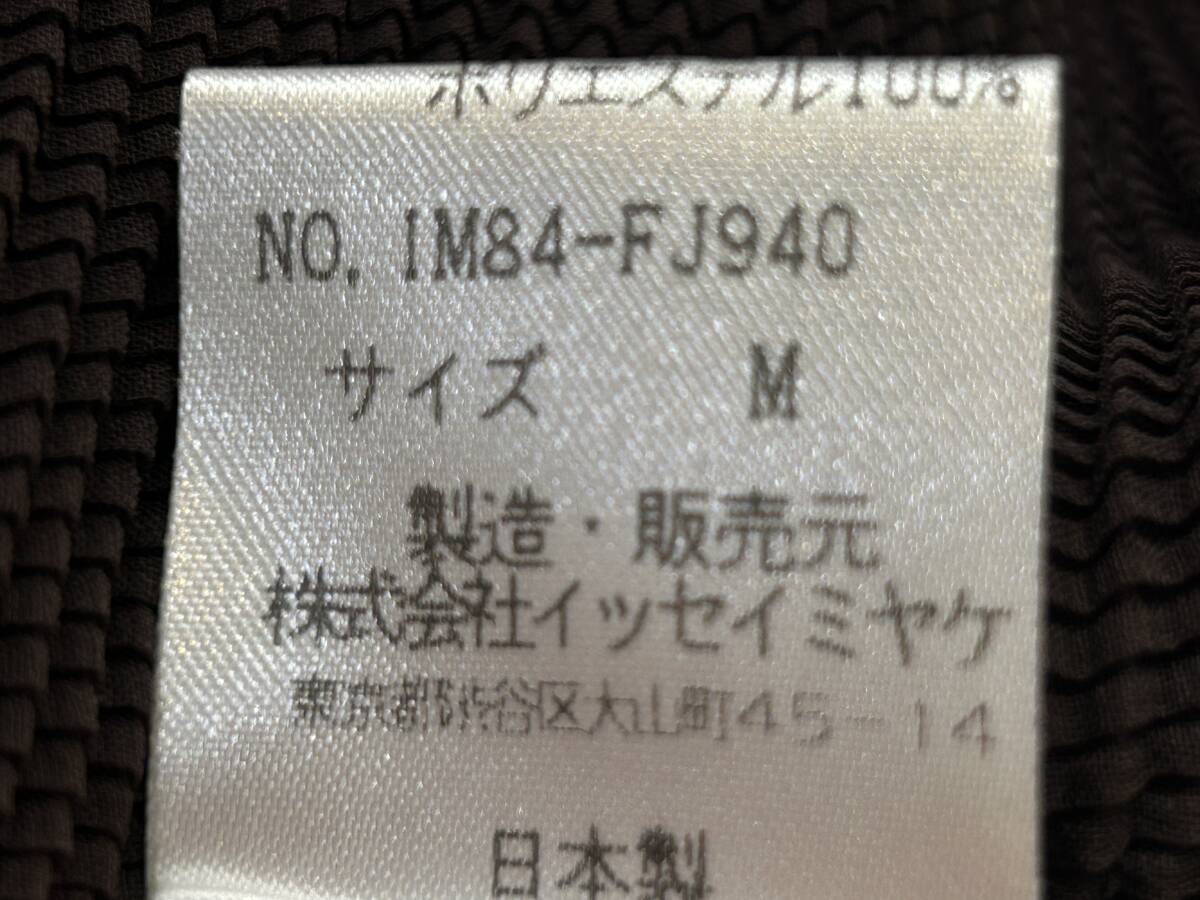 ポリエステル100%
NO. IM84-FJ940
サイズ M
製造・販売元
株式会社イッセイミヤケ
東京都渋谷区大山町45-14
日本製